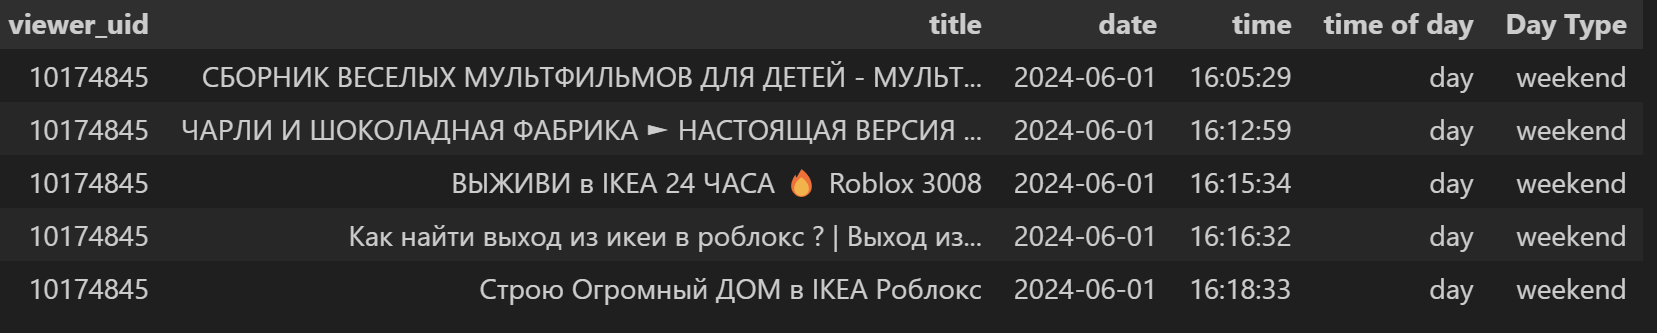 viewer_uid title date time time of day Day Type
10174845 СБОРНИК ВЕСЕЛЫХ МУЛЬТФИЛЬМОВ ДЛЯ ДЕТЕЙ - МУЛЬТ... 2024-06-01 16:05:29 day weekend
10174845 ЧАРЛИ И ШОКОЛАДНАЯ ФАБРИКА ► НАСТОЯЩАЯ ВЕРСИЯ ... 2024-06-01 16:12:59 day weekend
10174845 ВЫЖИВИ в IKEA 24 ЧАСА 🔥 Roblox 3008 2024-06-01 16:15:34 day weekend
10174845 Как найти выход из икеи в роблокс ? | Выход из... 2024-06-01 16:16:32 day weekend
10174845 Строю Огромный ДОМ в IKEA Роблокс 2024-06-01 16:18:33 day weekend